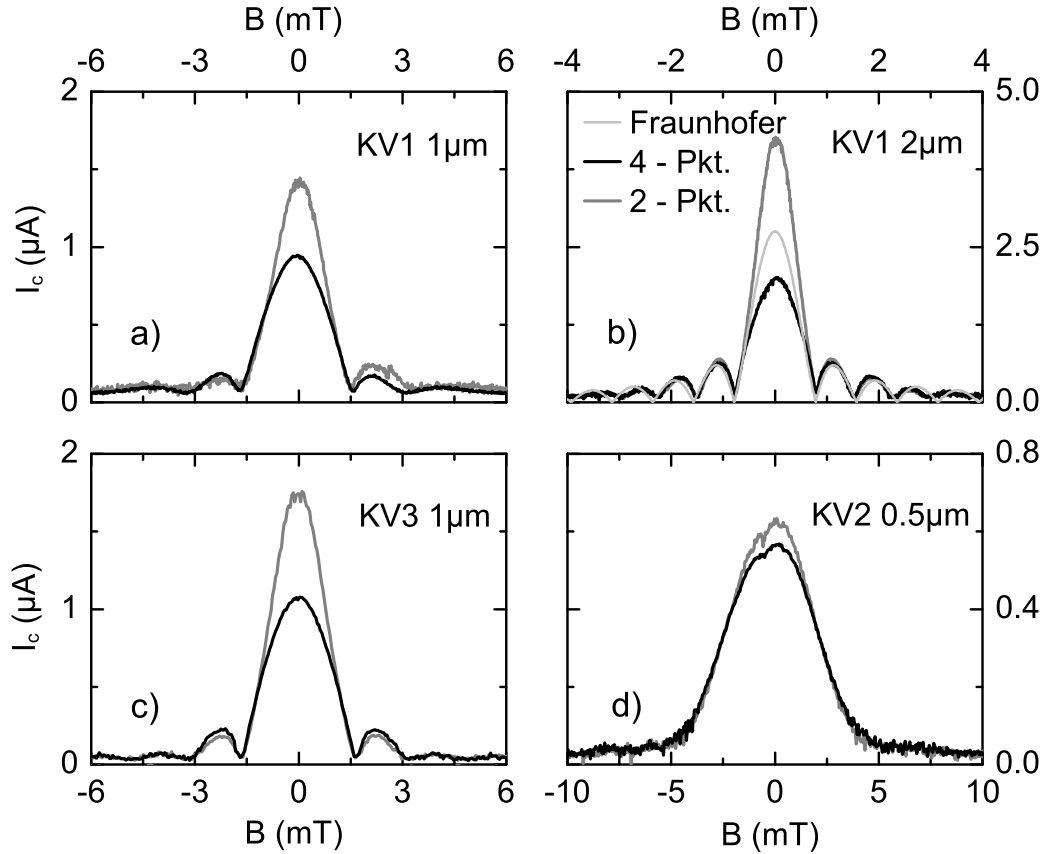 B (mT)
B (mT)
-6 -3 0 3 6
-4 -2 0 2 4
2
1
0
I_c (µA)
KV1 1µm
a)
Fraunhofer
4 - Pkt.
2 - Pkt.
KV1 2µm
b)
5.0
2.5
0.0
-5 0 5
2
1
0
I_c (µA)
KV3 1µm
c)
KV2 0.5µm
d)
0.8
0.4
0.0
-6 -3 0 3 6
-10 -5 0 5 10
B (mT)
B (mT)